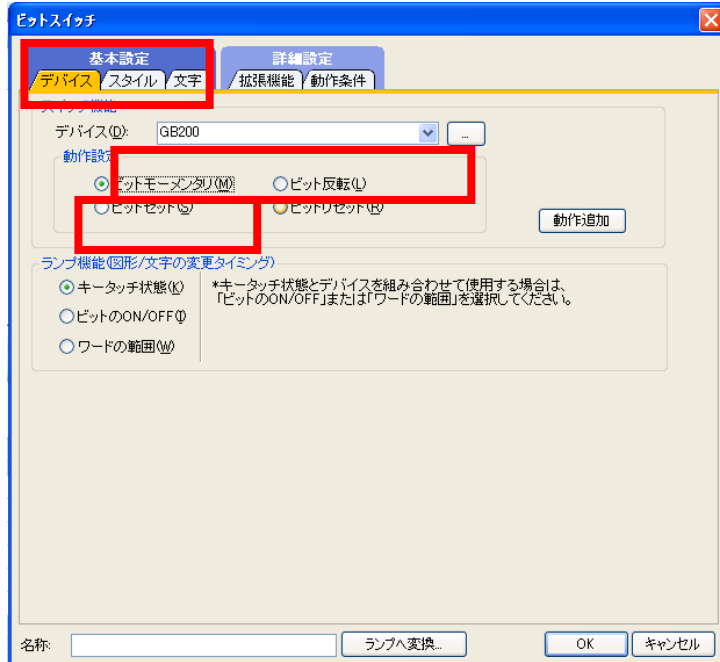 ビットスイッチ
基本設定 詳細設定
デバイス スタイル 文字 拡張機能 動作条件
スイッチ機能
デバイス(D): GB200 ...
動作設定
ビットモーメンタリ(M) ビット反転(L)
ビットセット(S) ビットリセット(R)
動作追加
ランプ機能(図形/文字の変更タイミング)
キータッチ状態(K) *キータッチ状態とデバイスを組み合わせて使用する場合は、
「ビットのON/OFF」または「ワードの範囲」を選択してください。
ビットのON/OFF(I)
ワードの範囲(W)
名称: ランプへ変換... OK キャンセル